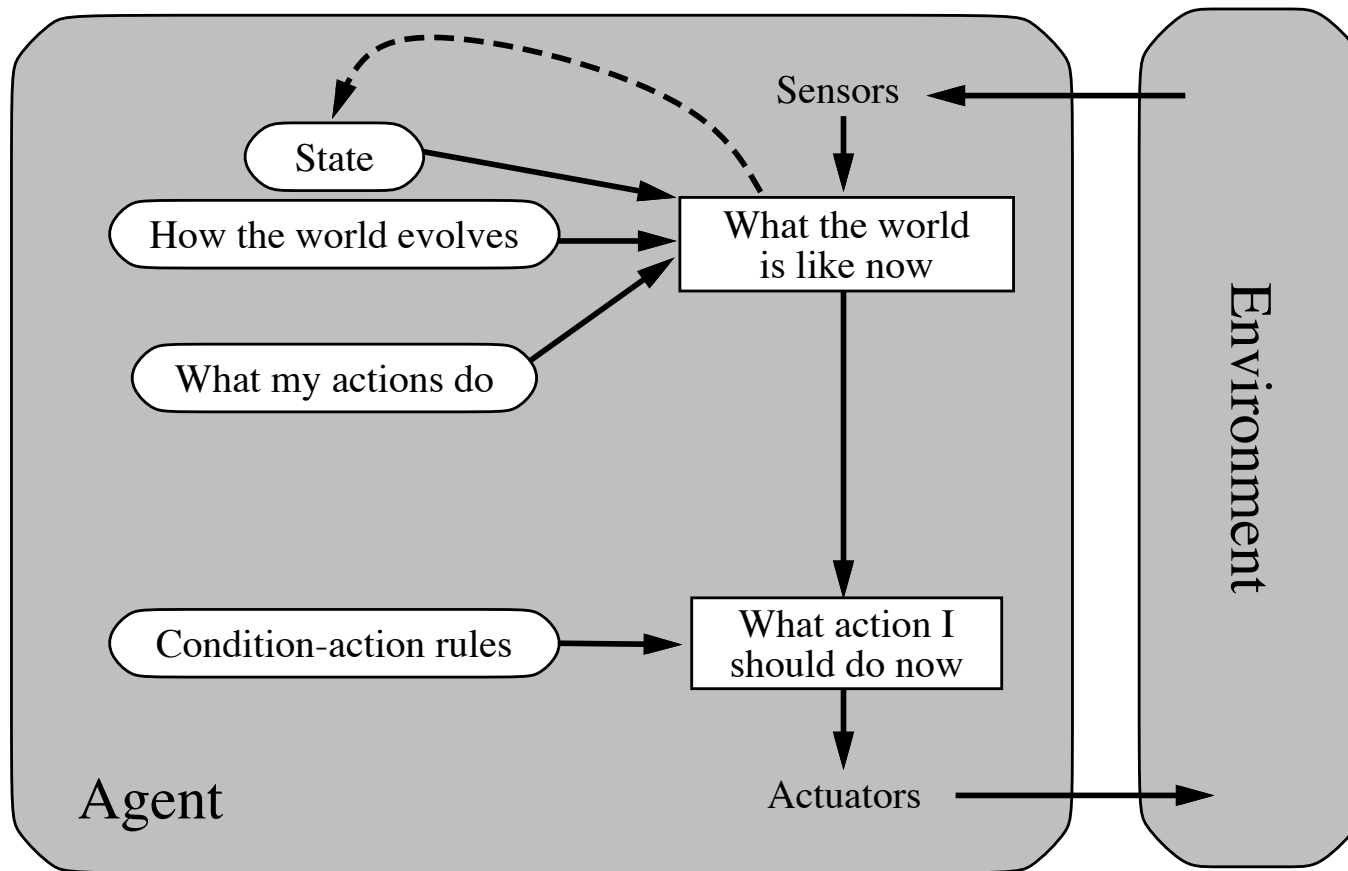 Sensors
State
How the world evolves
What the world
is like now
What my actions do
Environment
Condition-action rules
What action I
should do now
Agent
Actuators